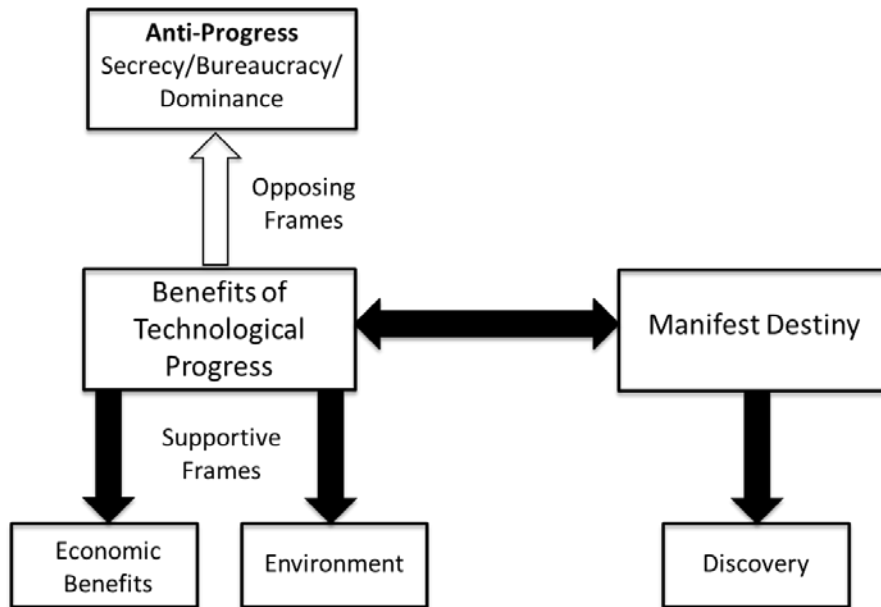 Anti-Progress
Secrecy/Bureaucracy/
Dominance
Opposing
Frames
Benefits of
Technological
Progress
Manifest Destiny
Supportive
Frames
Economic
Benefits
Environment
Discovery